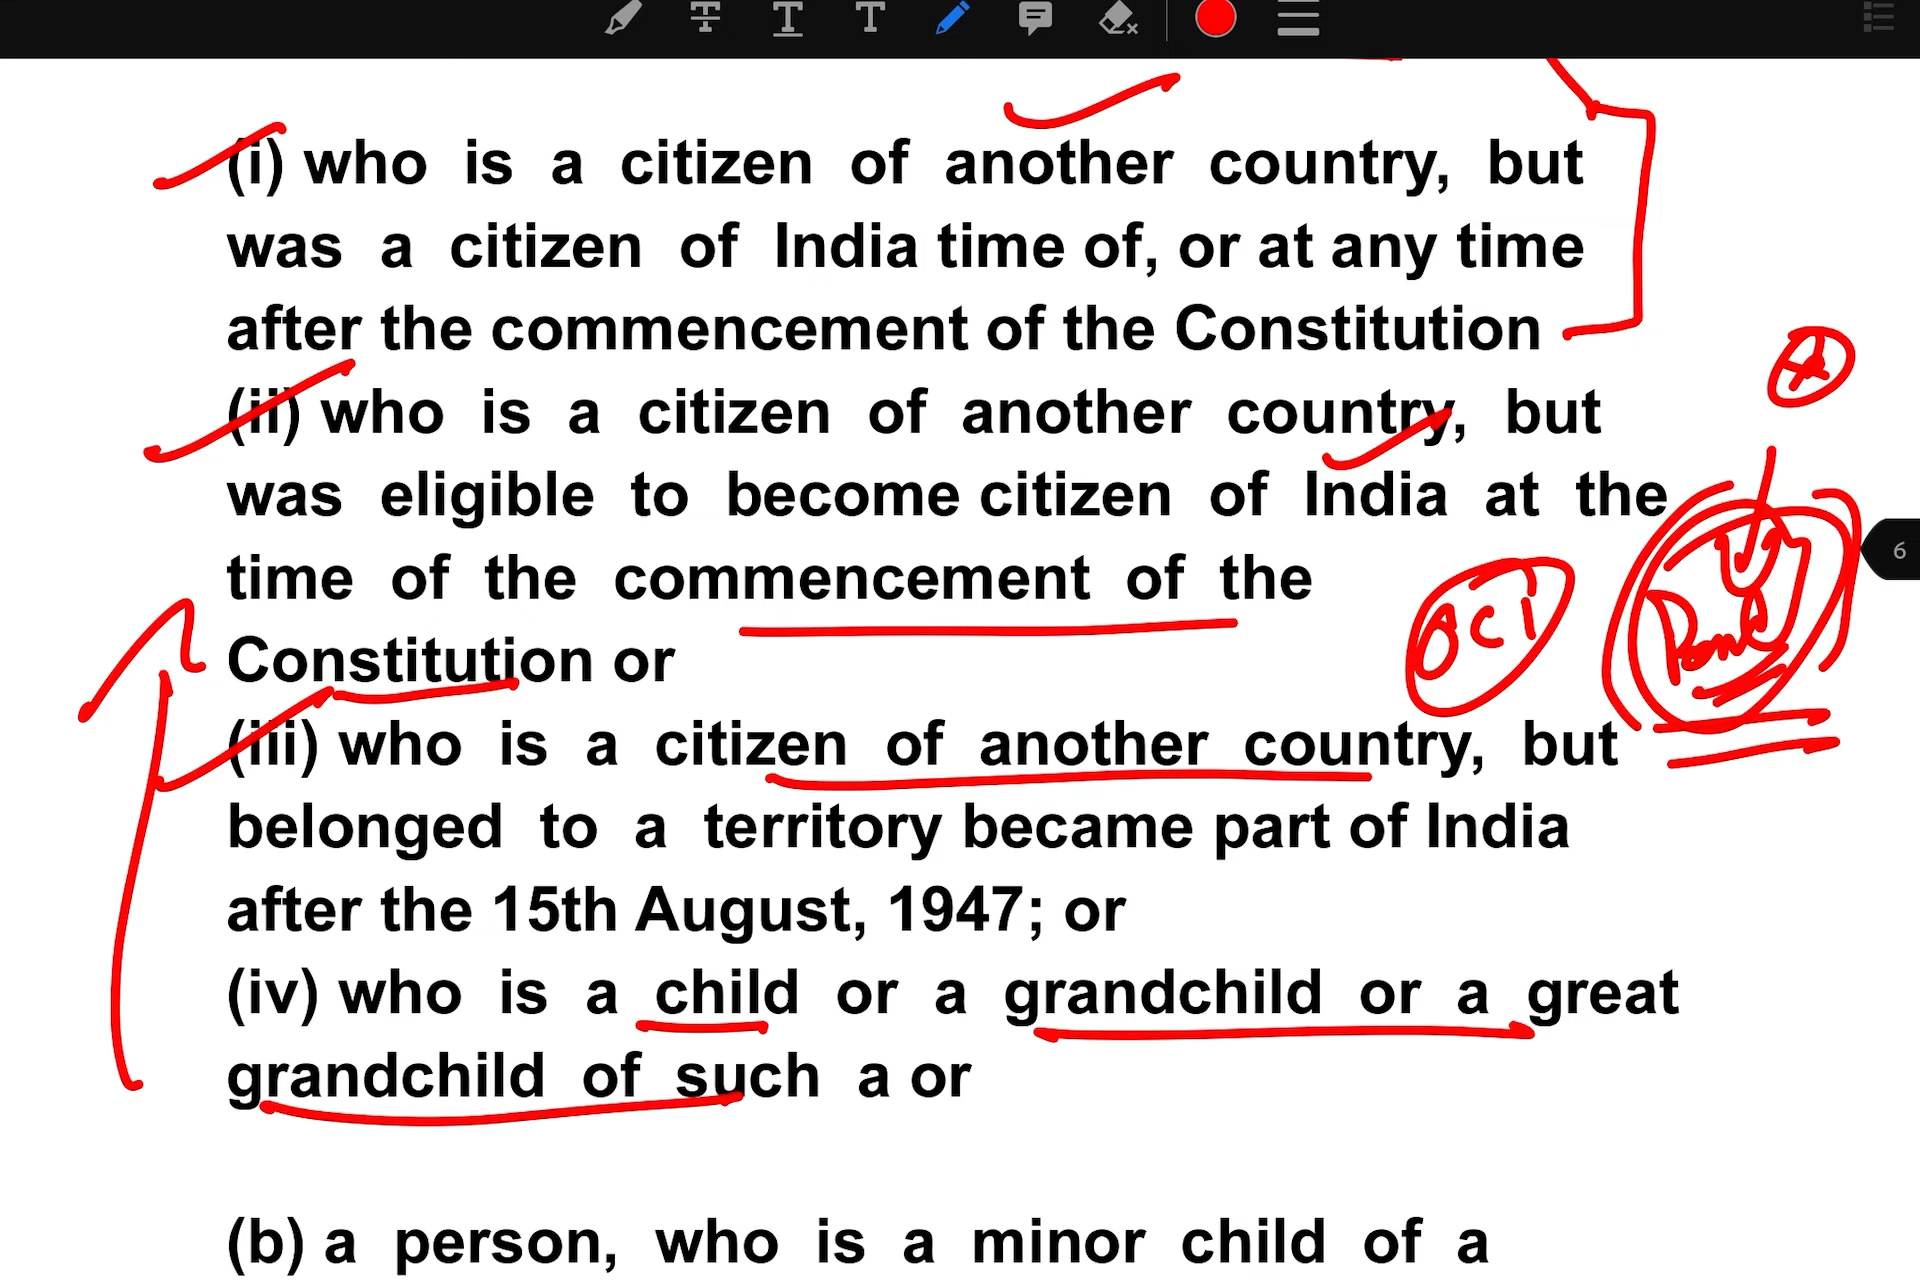 (i) who is a citizen of another country, but
was a citizen of India time of, or at any time
after the commencement of the Constitution
(ii) who is a citizen of another country, but
was eligible to become citizen of India at the
time of the commencement of the
OCI
Constitution or
(iii) who is a citizen of another country, but
belonged to a territory became part of India
after the 15th August, 1947; or
(iv) who is a child or a grandchild or a great
grandchild of such a or
(b) a person, who is a minor child of a
6